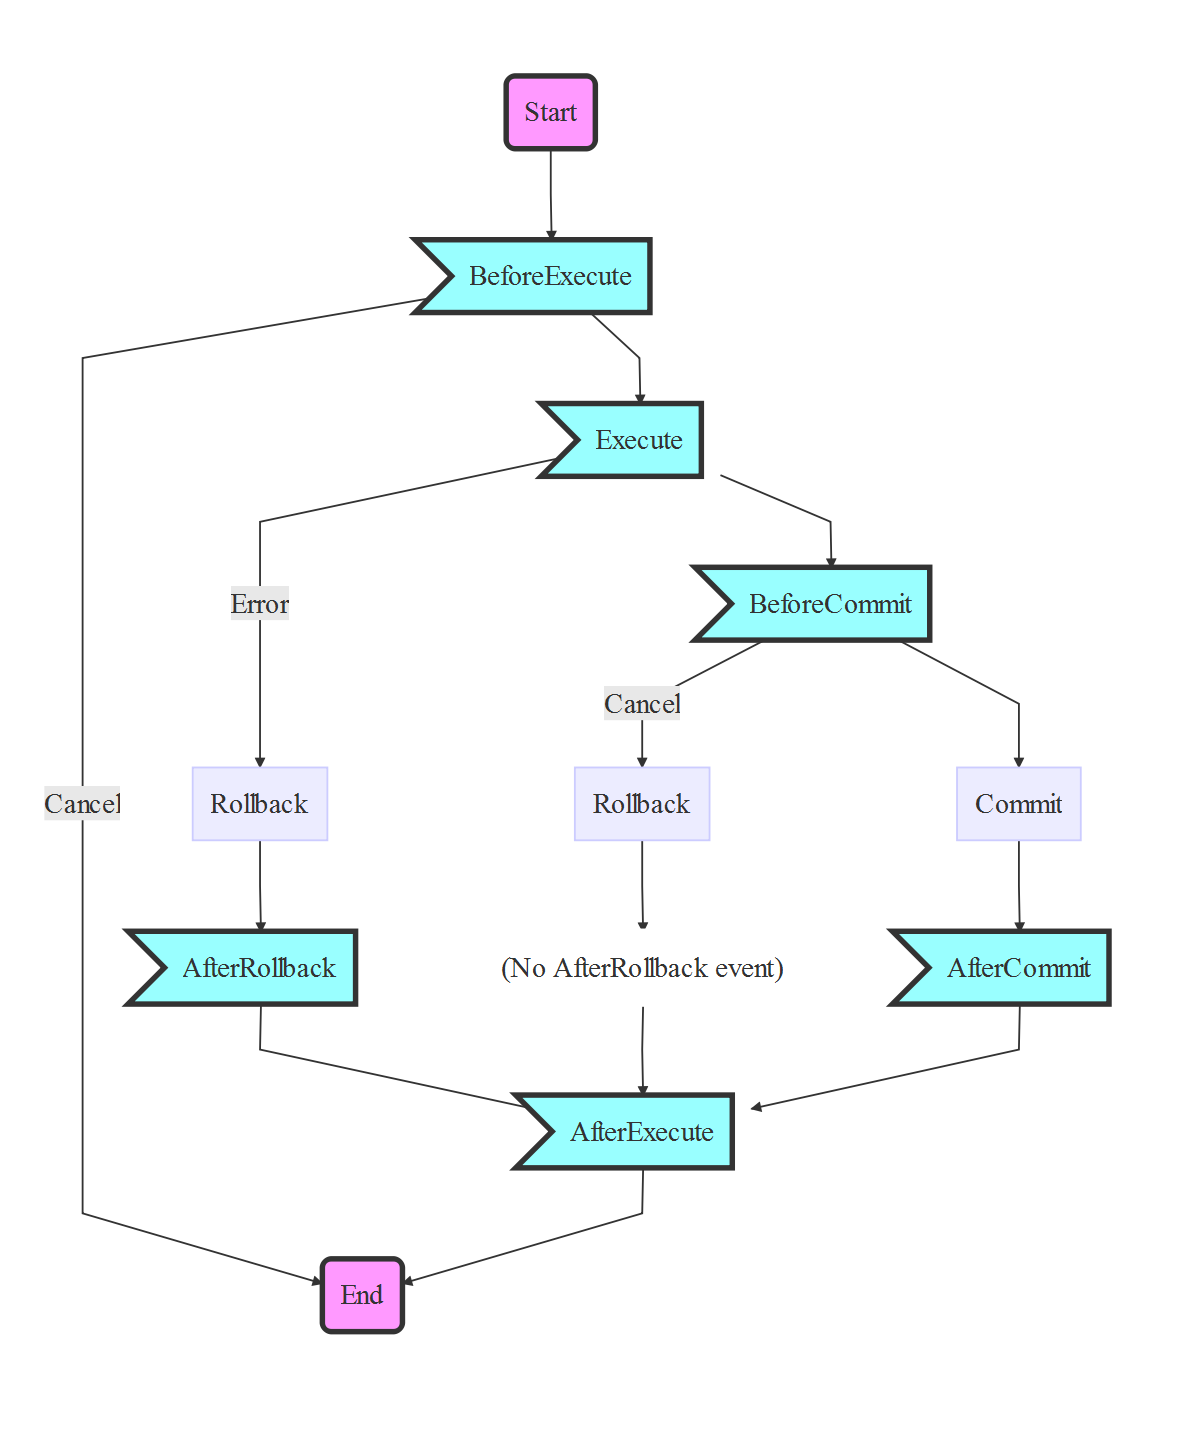 Start
BeforeExecute
Execute
Error
BeforeCommit
Cancel
Cancel
Rollback
Rollback
Commit
AfterRollback
(No AfterRollback event)
AfterCommit
AfterExecute
End